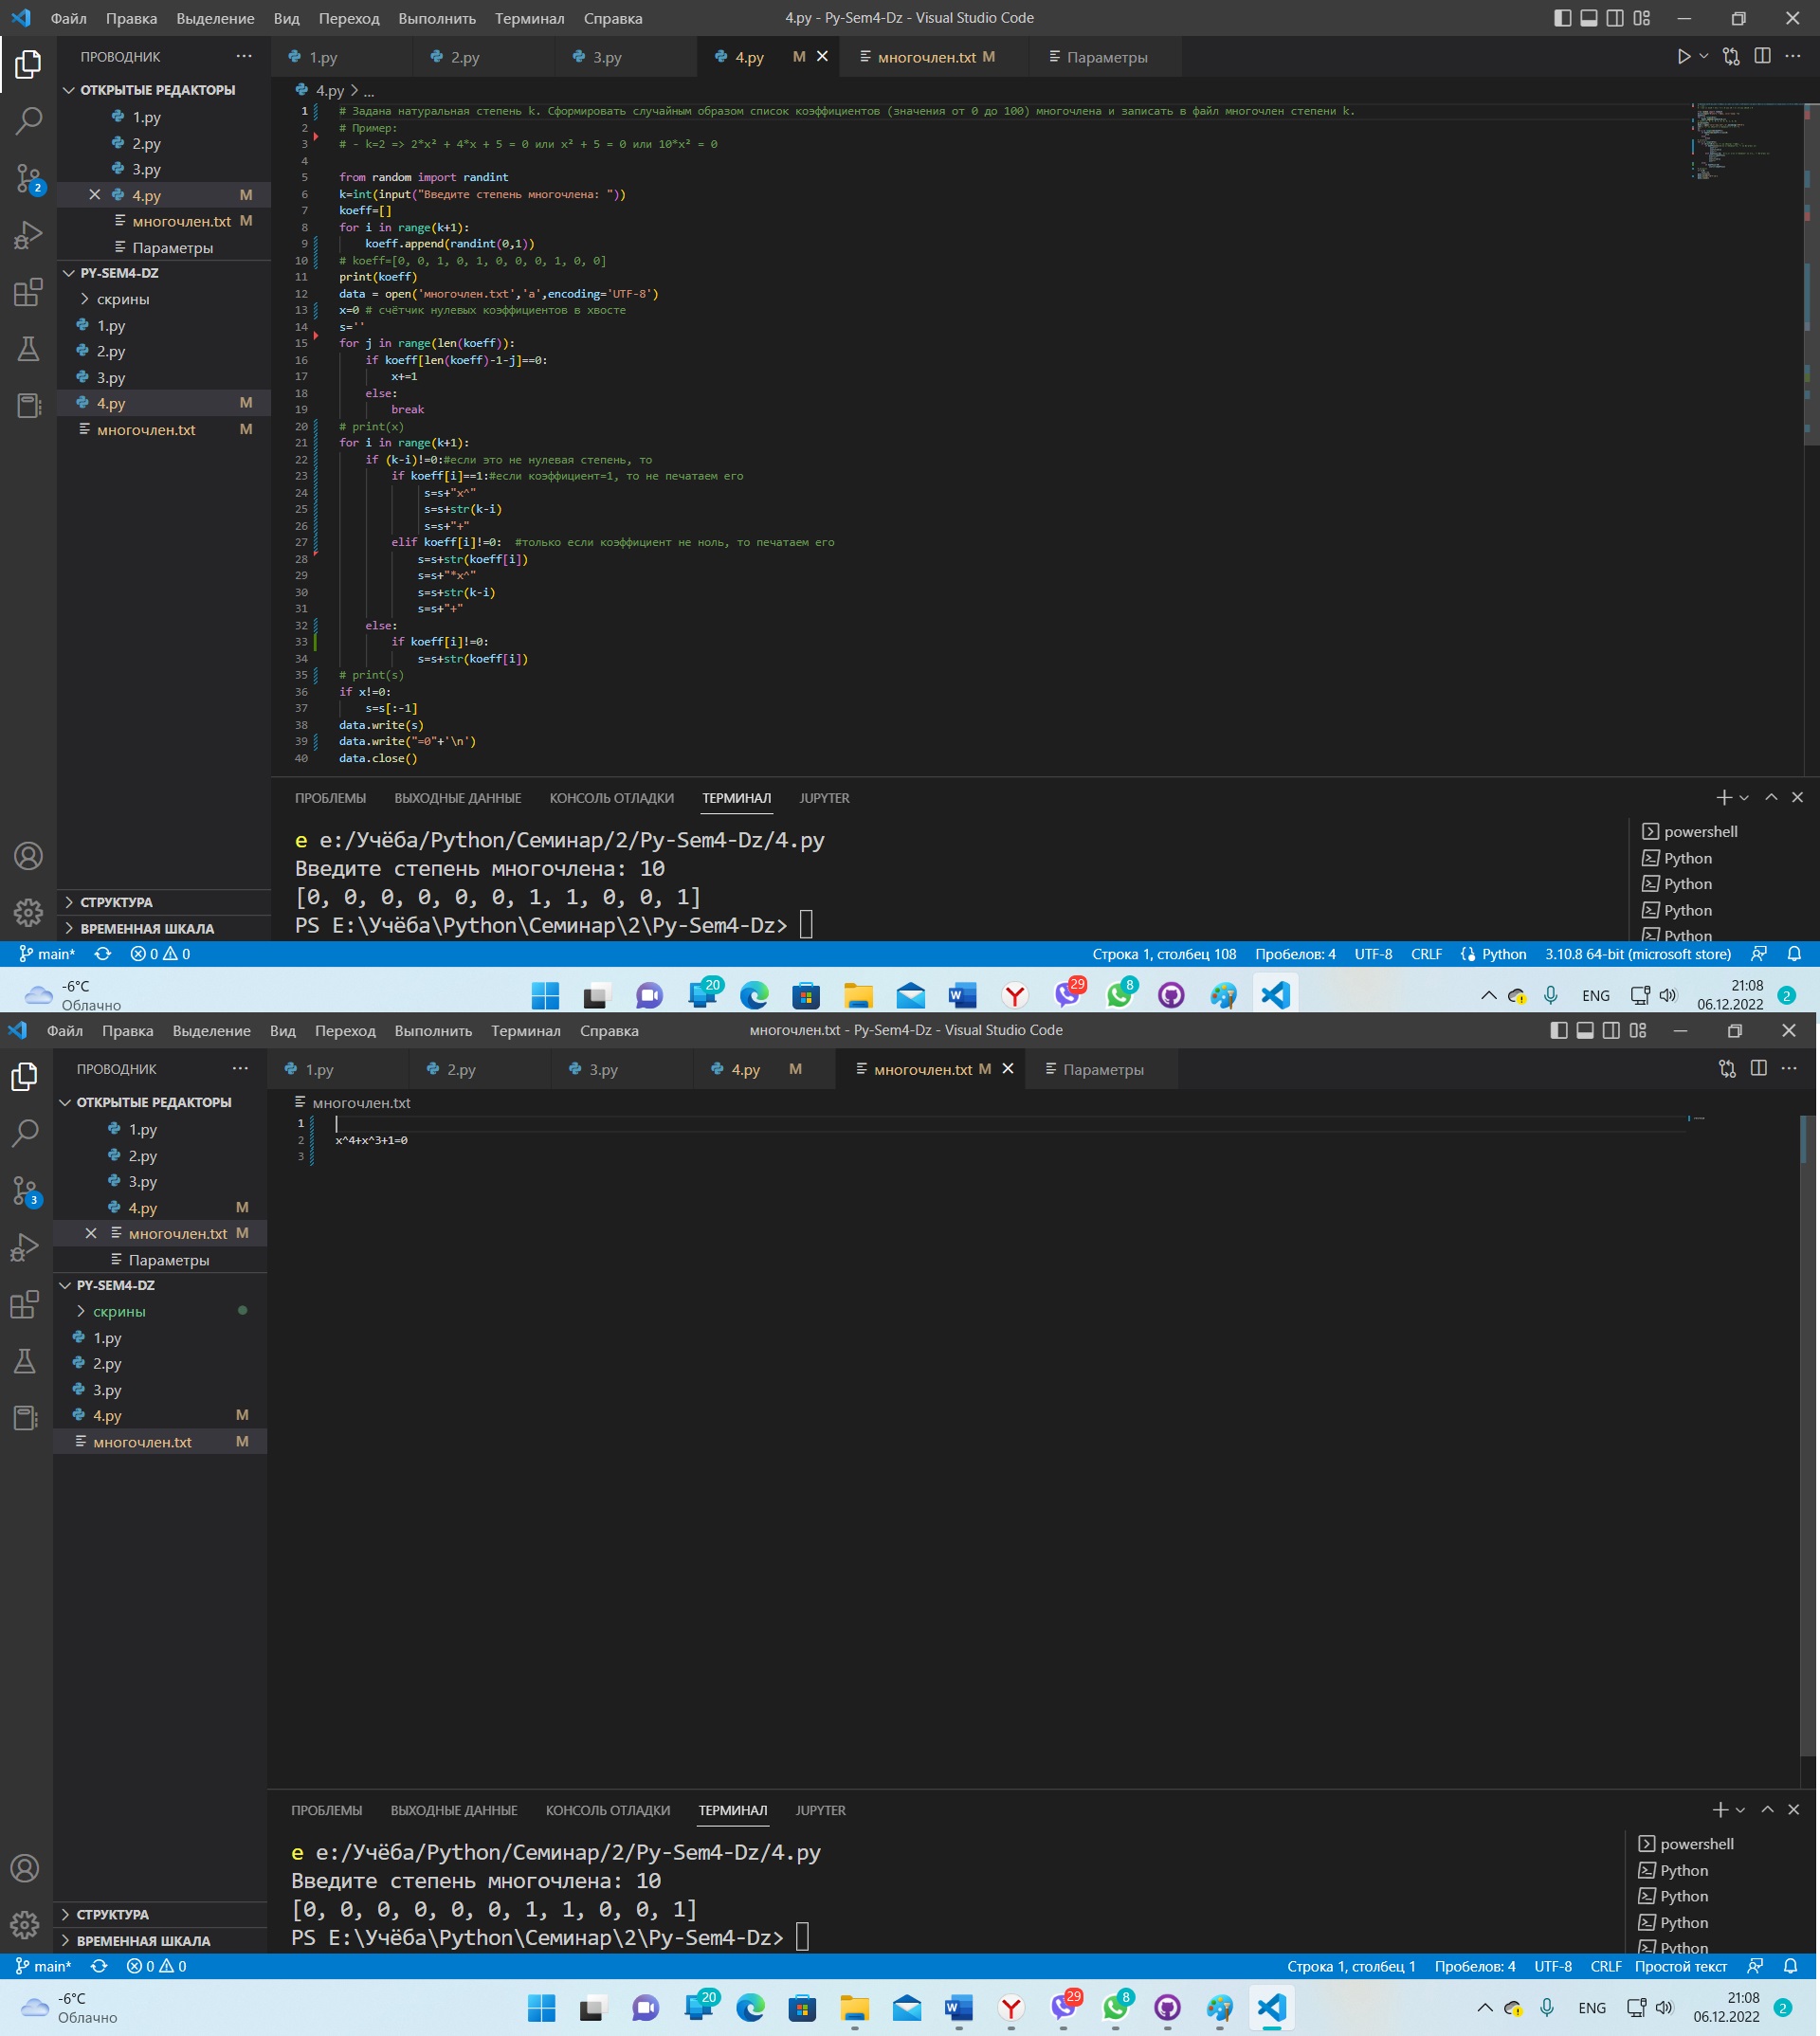 Файл Правка Выделение Вид Переход Выполнить Терминал Справка 4.py - Py-Sem4-Dz - Visual Studio Code
ПРОВОДНИК ···
1.py 2.py 3.py 4.py M многочлен.txt M Параметры
ОТКРЫТЫЕ РЕДАКТОРЫ
1.py
2.py
3.py
4.py M
многочлен.txt M
Параметры
PY-SEM4-DZ
скрины
1.py
2.py
3.py
4.py M
многочлен.txt M
СТРУКТУРА
ВРЕМЕННАЯ ШКАЛА
2
4.py > ...
1 # Задана натуральная степень k. Сформировать случайным образом список коэффициентов (значения от 0 до 100) многочлена и записать в файл многочлен степени k.
2 # Пример:
3 # - k=2 => 2*x² + 4*x + 5 = 0 или x² + 5 = 0 или 10*x² = 0
4
5 from random import randint
6 k=int(input("Введите степень многочлена: "))
7 koeff=[]
8 for i in range(k+1):
9 koeff.append(randint(0,1))
10 # koeff=[0, 0, 1, 0, 1, 0, 0, 0, 1, 0, 0]
11 print(koeff)
12 data = open('многочлен.txt','a',encoding='UTF-8')
13 x=0 # счётчик нулевых коэффициентов в хвосте
14 s=''
15 for j in range(len(koeff)):
16 if koeff[len(koeff)-1-j]==0:
17 x+=1
18 else:
19 break
20 # print(x)
21 for i in range(k+1):
22 if (k-i)!=0:#если это не нулевая степень, то
23 if koeff[i]==1:#если коэффициент=1, то не печатаем его
24 s=s+"x^"
25 s=s+str(k-i)
26 s=s+"+"
27 elif koeff[i]!=0: #только если коэффициент не ноль, то печатаем его
28 s=s+str(koeff[i])
29 s=s+"*x^"
30 s=s+str(k-i)
31 s=s+"+"
32 else:
33 if koeff[i]!=0:
34 s=s+str(koeff[i])
35 # print(s)
36 if x!=0:
37 s=s[:-1]
38 data.write(s)
39 data.write("=0"+'\n')
40 data.close()
ПРОБЛЕМЫ ВЫХОДНЫЕ ДАННЫЕ КОНСОЛЬ ОТЛАДКИ ТЕРМИНАЛ JUPYTER
e e:/Учёба/Python/Семинар/2/Py-Sem4-Dz/4.py
Введите степень многочлена: 10
[0, 0, 0, 0, 0, 0, 1, 1, 0, 0, 1]
PS E:\Учёба\Python\Семинар\2\Py-Sem4-Dz>
powershell
Python
Python
Python
Python
main* 0 0 Строка 1, столбец 108 Пробелов: 4 UTF-8 CRLF Python 3.10.8 64-bit (microsoft store)
-6°C
Облачно
20 29 8 ENG 21:08
06.12.2022 2
Файл Правка Выделение Вид Переход Выполнить Терминал Справка многочлен.txt - Py-Sem4-Dz - Visual Studio Code
ПРОВОДНИК ···
1.py 2.py 3.py 4.py M многочлен.txt M Параметры
ОТКРЫТЫЕ РЕДАКТОРЫ
1.py
2.py
3.py
4.py M
многочлен.txt M
Параметры
PY-SEM4-DZ
скрины
1.py
2.py
3.py
4.py M
многочлен.txt M
СТРУКТУРА
ВРЕМЕННАЯ ШКАЛА
3
многочлен.txt
1
2 x^4+x^3+1=0
3
ПРОБЛЕМЫ ВЫХОДНЫЕ ДАННЫЕ КОНСОЛЬ ОТЛАДКИ ТЕРМИНАЛ JUPYTER
e e:/Учёба/Python/Семинар/2/Py-Sem4-Dz/4.py
Введите степень многочлена: 10
[0, 0, 0, 0, 0, 0, 1, 1, 0, 0, 1]
PS E:\Учёба\Python\Семинар\2\Py-Sem4-Dz>
powershell
Python
Python
Python
Python
main* 0 0 Строка 1, столбец 1 Пробелов: 4 UTF-8 CRLF Простой текст
-6°C
Облачно
20 29 8 ENG 21:08
06.12.2022 2